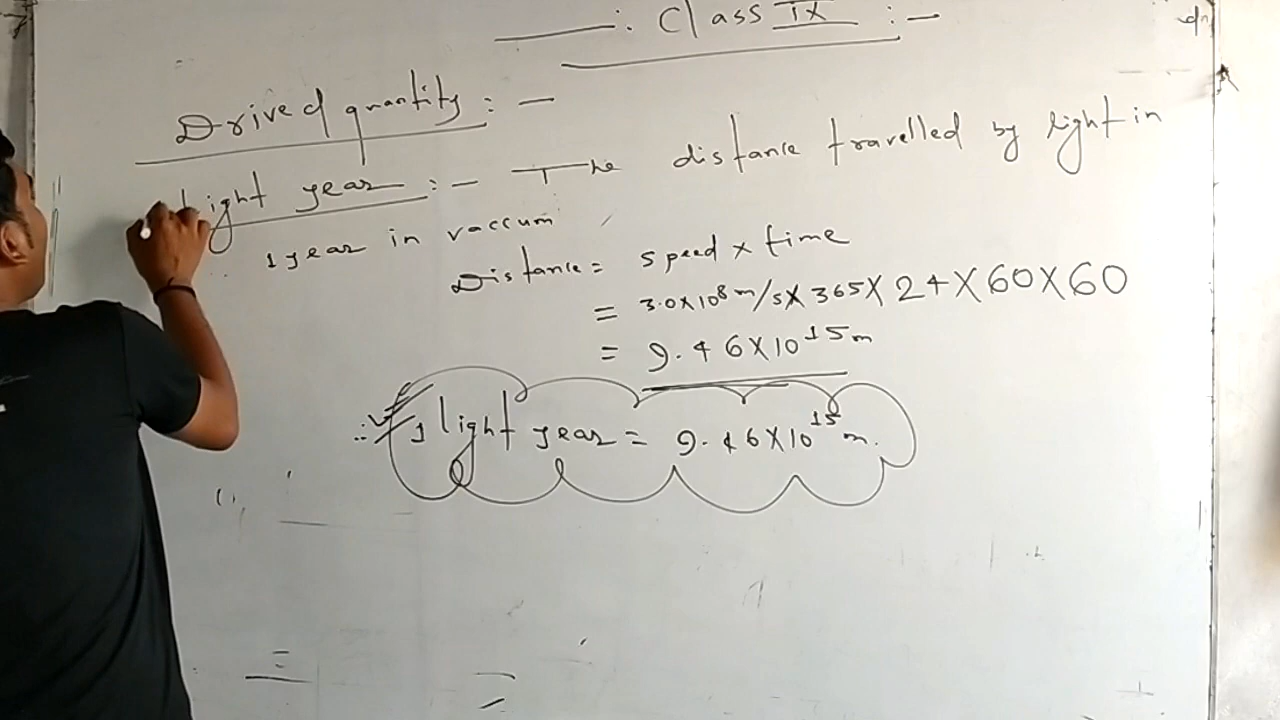 —: Class IX :—
Drived quantity :—
Light year :— The distance travelled by light in
1 year in vaccum
Distance = speed × time
= 3.0×10⁸ m/s × 365 × 24 × 60 × 60
= 9.46×10¹⁵ m
∴ 1 light year = 9.46×10¹⁵ m.